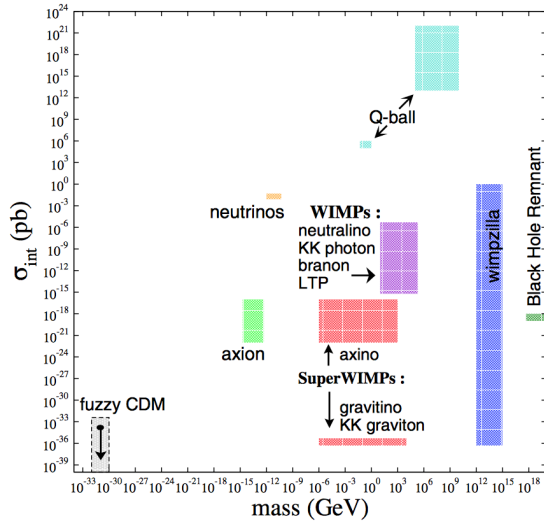 10^24
10^21
10^18
10^15
10^12
10^9
10^6
10^3
10^0
10^-3
10^-6
10^-9
10^-12
10^-15
10^-18
10^-21
10^-24
10^-27
10^-30
10^-33
10^-36
10^-39
σ_int (pb)
Q-ball
neutrinos
WIMPs :
neutralino
KK photon
branon
LTP
wimpzilla
Black Hole Remnant
axion
axino
SuperWIMPs :
gravitino
KK graviton
fuzzy CDM
10^-33 10^-30 10^-27 10^-24 10^-21 10^-18 10^-15 10^-12 10^-9 10^-6 10^-3 10^0 10^3 10^6 10^9 10^12 10^15 10^18
mass (GeV)